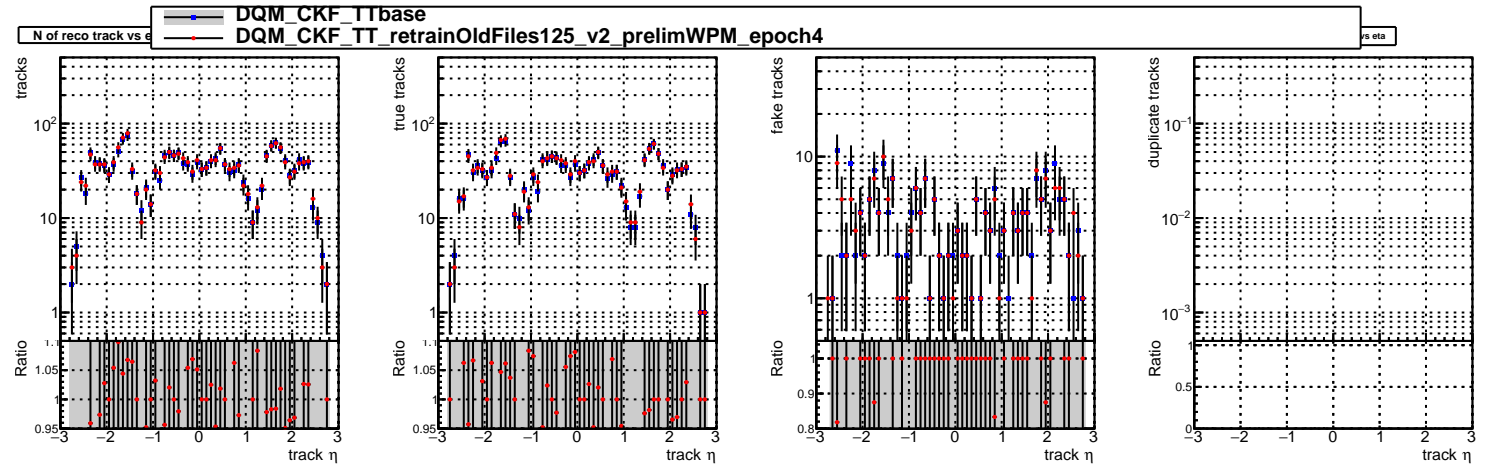 DQM_CKF_TTbase
DQM_CKF_TT_retrainOldFiles125_v2_prelimWPM_epoch4
N of reco track vs e
vs eta
tracks
10²
10
1
Ratio
1.1
1.05
1
0.95
−3 −2 −1 0 1 2 3
track η
true tracks
10²
10
1
Ratio
1.1
1.05
1
0.95
−3 −2 −1 0 1 2 3
track η
fake tracks
10
1
Ratio
1
0.9
0.8
−3 −2 −1 0 1 2 3
track η
duplicate tracks
10⁻¹
10⁻²
10⁻³
Ratio
1
0.5
0
−3 −2 −1 0 1 2 3
track η